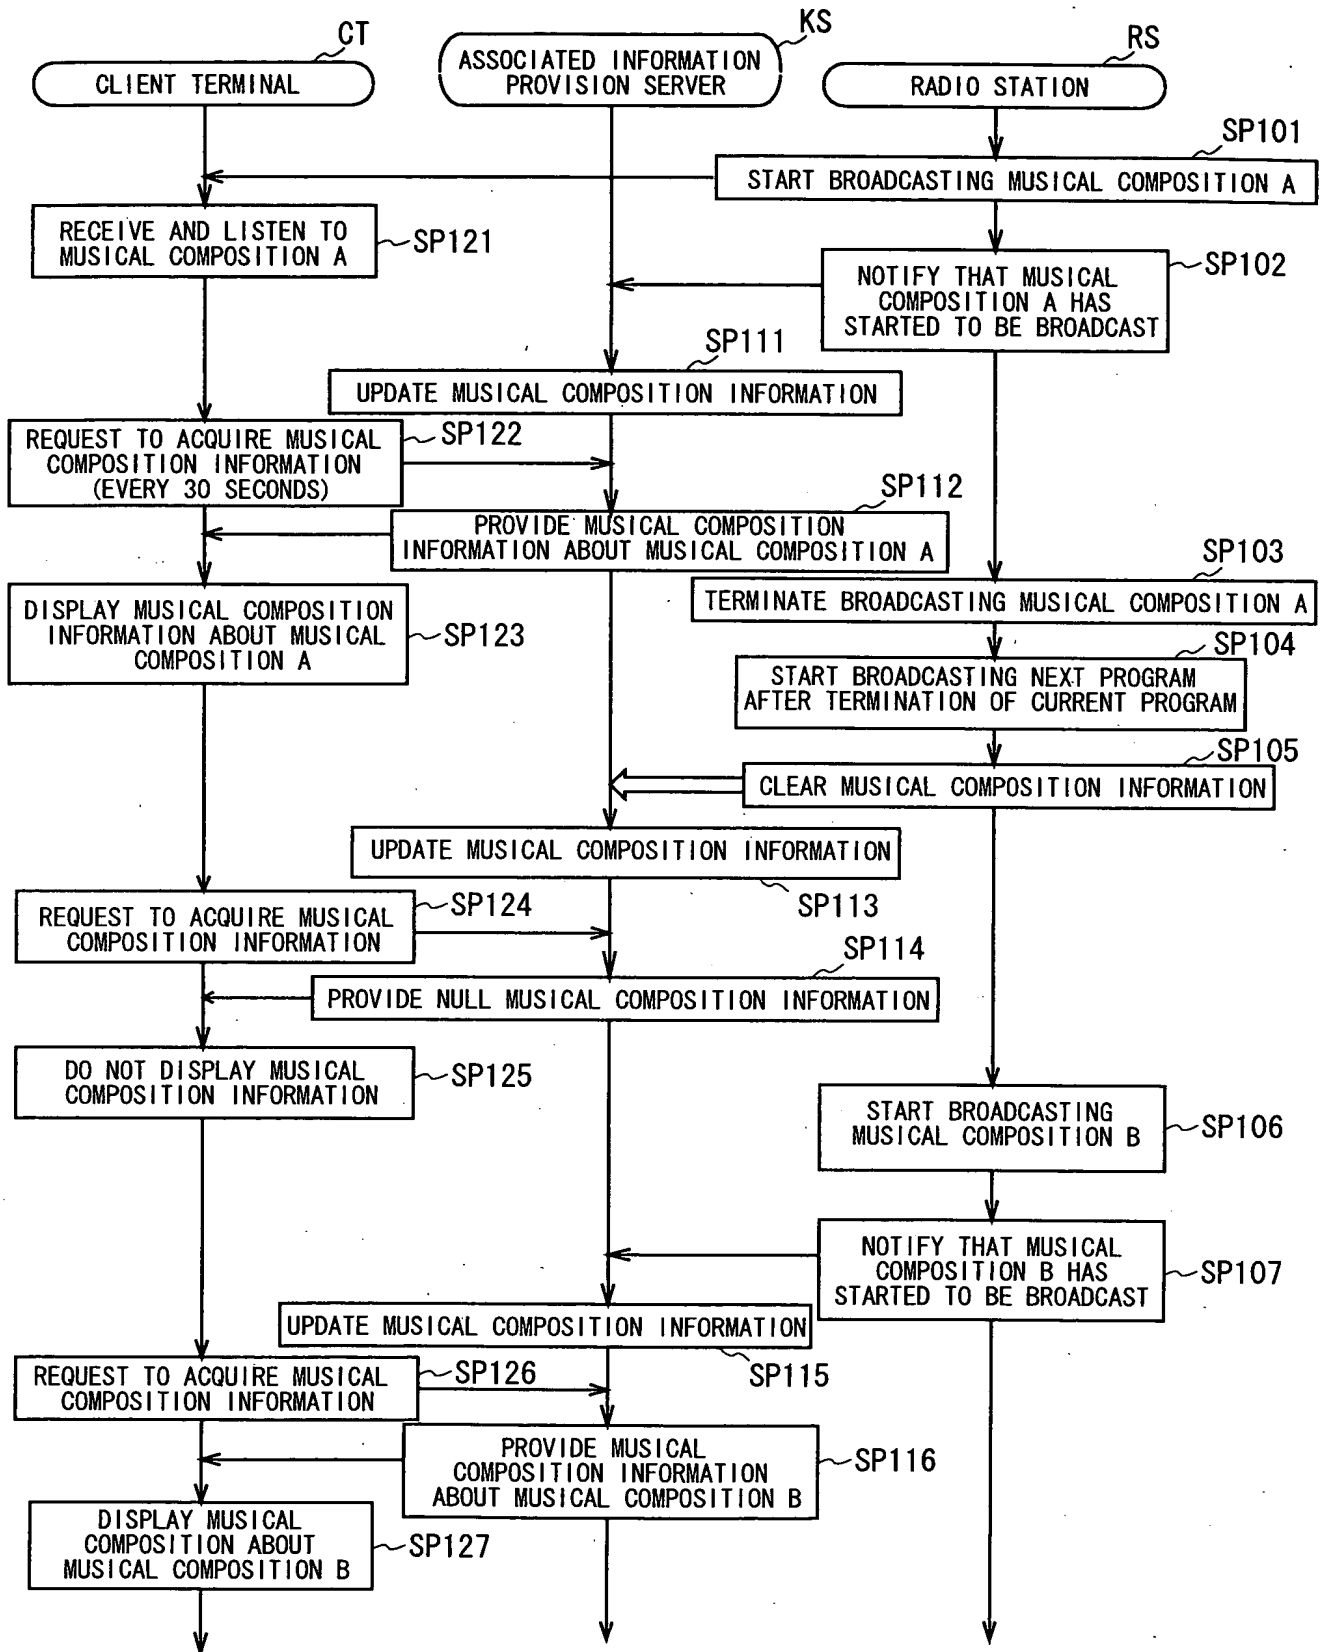 CT
KS
RS
CLIENT TERMINAL
ASSOCIATED INFORMATION
PROVISION SERVER
RADIO STATION
SP101
START BROADCASTING MUSICAL COMPOSITION A
RECEIVE AND LISTEN TO
MUSICAL COMPOSITION A
SP121
SP102
NOTIFY THAT MUSICAL
COMPOSITION A HAS
STARTED TO BE BROADCAST
SP111
UPDATE MUSICAL COMPOSITION INFORMATION
REQUEST TO ACQUIRE MUSICAL
COMPOSITION INFORMATION
(EVERY 30 SECONDS)
SP122
SP112
PROVIDE MUSICAL COMPOSITION
INFORMATION ABOUT MUSICAL COMPOSITION A
SP103
TERMINATE BROADCASTING MUSICAL COMPOSITION A
DISPLAY MUSICAL COMPOSITION
INFORMATION ABOUT MUSICAL
COMPOSITION A
SP123
SP104
START BROADCASTING NEXT PROGRAM
AFTER TERMINATION OF CURRENT PROGRAM
SP105
CLEAR MUSICAL COMPOSITION INFORMATION
UPDATE MUSICAL COMPOSITION INFORMATION
SP113
REQUEST TO ACQUIRE MUSICAL
COMPOSITION INFORMATION
SP124
SP114
PROVIDE NULL MUSICAL COMPOSITION INFORMATION
DO NOT DISPLAY MUSICAL
COMPOSITION INFORMATION
SP125
START BROADCASTING
MUSICAL COMPOSITION B
SP106
NOTIFY THAT MUSICAL
COMPOSITION B HAS
STARTED TO BE BROADCAST
SP107
UPDATE MUSICAL COMPOSITION INFORMATION
SP115
REQUEST TO ACQUIRE MUSICAL
COMPOSITION INFORMATION
SP126
PROVIDE MUSICAL
COMPOSITION INFORMATION
ABOUT MUSICAL COMPOSITION B
SP116
DISPLAY MUSICAL
COMPOSITION ABOUT
MUSICAL COMPOSITION B
SP127